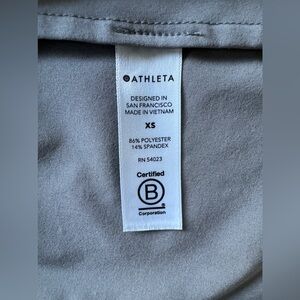 ATHLETA
DESIGNED IN
SAN FRANCISCO
MADE IN VIETNAM
XS
86% POLYESTER
14% SPANDEX
RN 54023
Certified
B
Corporation